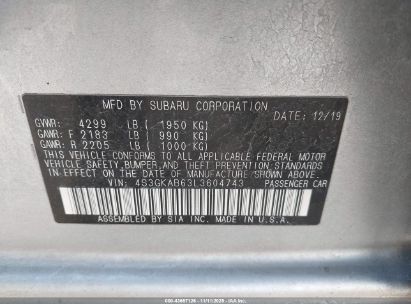 MFD BY SUBARU CORPORATION
DATE: 12/19
GVWR: 4299 LB( 1950 KG)
GAWR: F 2183 LB ( 990 KG)
GAWR: R 2205 LB ( 1000 KG)
THIS VEHICLE CONFORMS TO ALL APPLICABLE FEDERAL MOTOR
VEHICLE SAFETY, BUMPER, AND THEFT PREVENTION STANDARDS
IN EFFECT ON THE DATE OF MANUFACTURE SHOWN ABOVE.
VIN: 4S3GKAB63L3604743 PASSENGER CAR
ASSEMBLED BY SIA INC. MADE IN U.S.A.